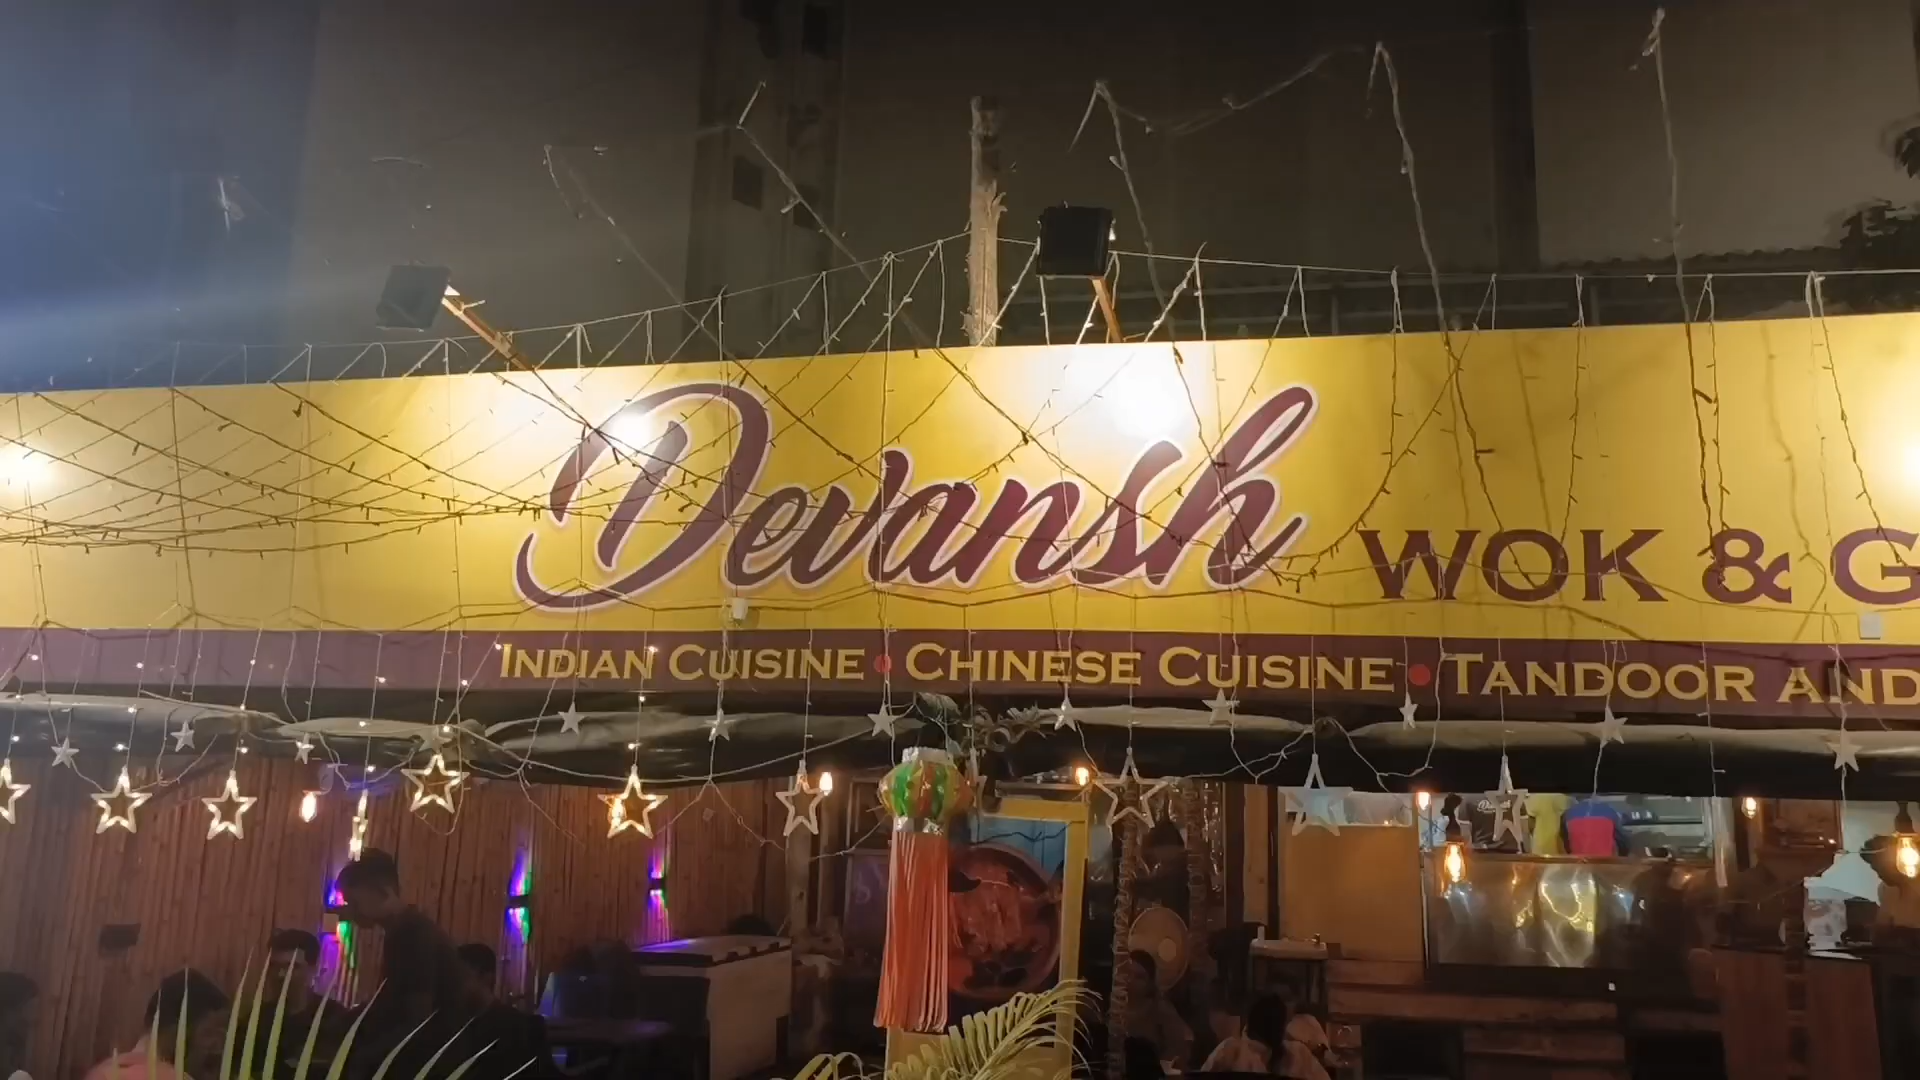 Devansh WOK & G
INDIAN CUISINE • CHINESE CUISINE • TANDOOR AND